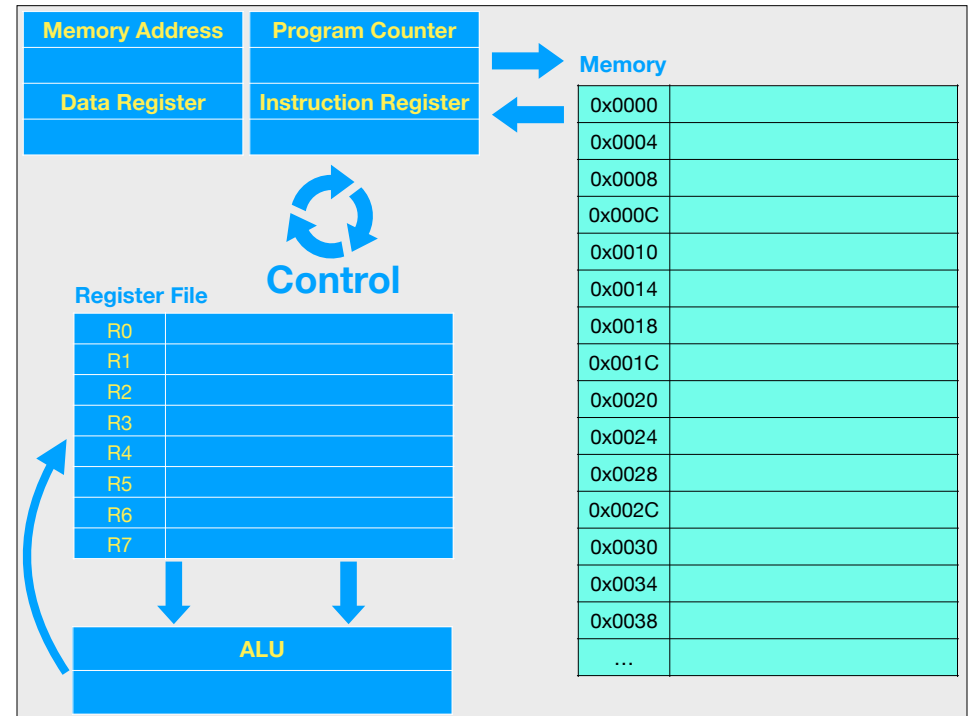 Memory Address Program Counter
Data Register Instruction Register
Control
Register File
R0
R1
R2
R3
R4
R5
R6
R7
ALU
Memory
0x0000
0x0004
0x0008
0x000C
0x0010
0x0014
0x0018
0x001C
0x0020
0x0024
0x0028
0x002C
0x0030
0x0034
0x0038
…